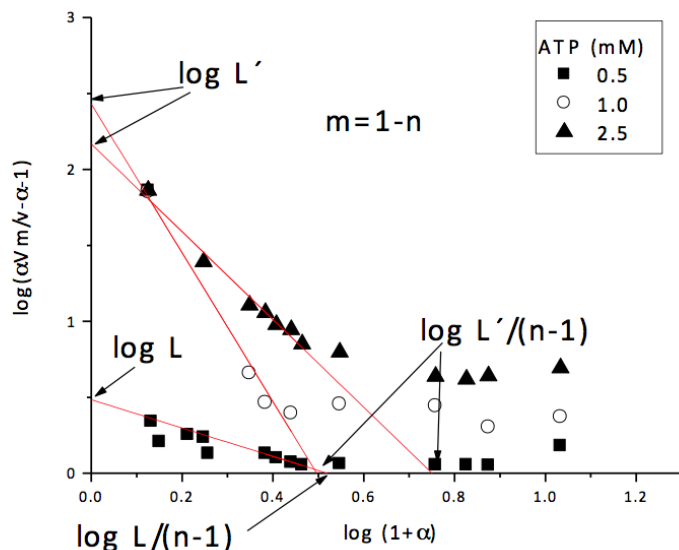 3
ATP (mM)
0.5
1.0
2.5
log L´
m=1-n
2
log (αVm/v-α-1)
1
log L
log L´/(n-1)
0
0.0 0.2 0.4 0.6 0.8 1.0 1.2
log L/(n-1)
log (1+α)